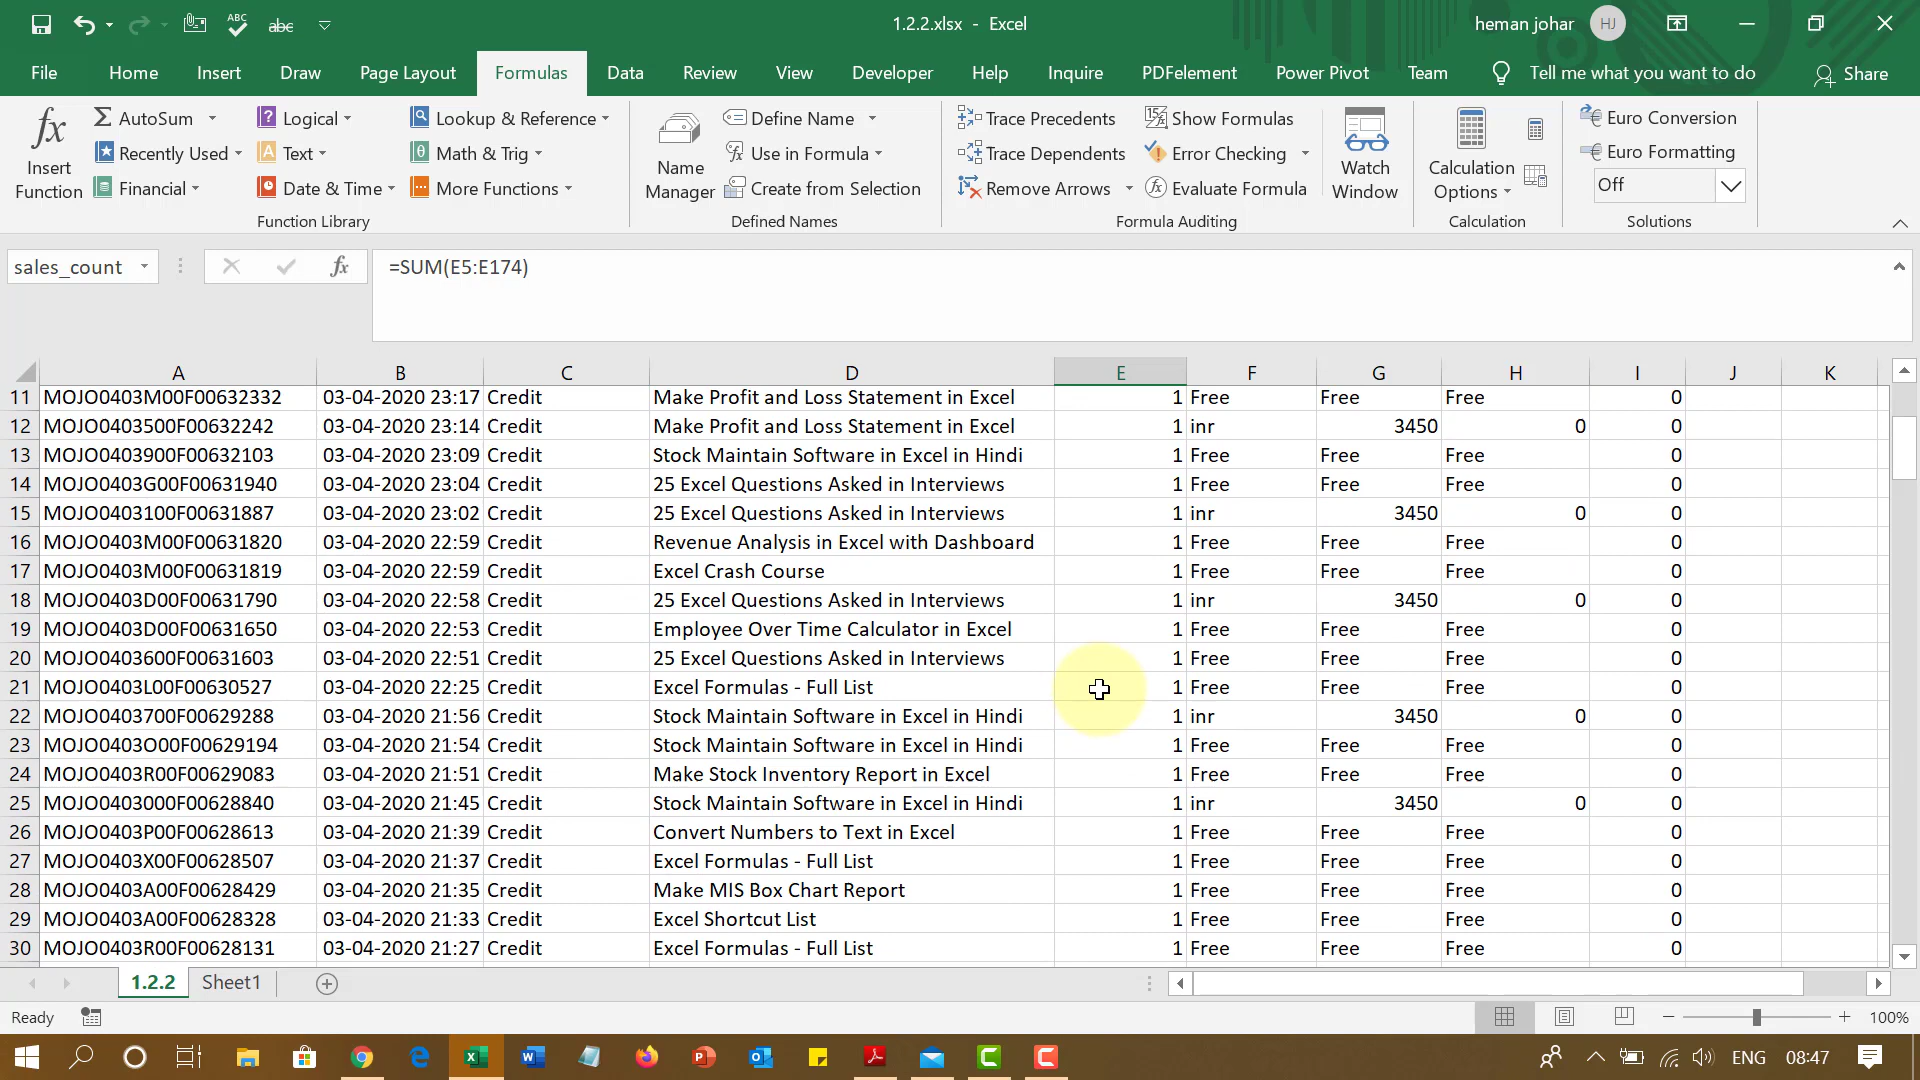 ABC
abc
1.2.2.xlsx - Excel
heman johar
HJ
File
Home
Insert
Draw
Page Layout
Formulas
Data
Review
View
Developer
Help
Inquire
PDFelement
Power Pivot
Team
Tell me what you want to do
Share
fx
Insert
Function
AutoSum
Recently Used
Financial
Logical
Text
Date & Time
Lookup & Reference
Math & Trig
More Functions
Function Library
Name
Manager
Define Name
Use in Formula
Create from Selection
Defined Names
Trace Precedents
Trace Dependents
Remove Arrows
Show Formulas
Error Checking
Evaluate Formula
Watch
Window
Formula Auditing
Calculation
Options
Calculation
Euro Conversion
Euro Formatting
Off
Solutions
sales_count
fx
=SUM(E5:E174)
A B C D E F G H I J K
11 MOJO0403M00F00632332 03-04-2020 23:17 Credit Make Profit and Loss Statement in Excel 1 Free Free Free 0
12 MOJO0403500F00632242 03-04-2020 23:14 Credit Make Profit and Loss Statement in Excel 1 inr 3450 0 0
13 MOJO0403900F00632103 03-04-2020 23:09 Credit Stock Maintain Software in Excel in Hindi 1 Free Free Free 0
14 MOJO0403G00F00631940 03-04-2020 23:04 Credit 25 Excel Questions Asked in Interviews 1 Free Free Free 0
15 MOJO0403100F00631887 03-04-2020 23:02 Credit 25 Excel Questions Asked in Interviews 1 inr 3450 0 0
16 MOJO0403M00F00631820 03-04-2020 22:59 Credit Revenue Analysis in Excel with Dashboard 1 Free Free Free 0
17 MOJO0403M00F00631819 03-04-2020 22:59 Credit Excel Crash Course 1 Free Free Free 0
18 MOJO0403D00F00631790 03-04-2020 22:58 Credit 25 Excel Questions Asked in Interviews 1 inr 3450 0 0
19 MOJO0403D00F00631650 03-04-2020 22:53 Credit Employee Over Time Calculator in Excel 1 Free Free Free 0
20 MOJO0403600F00631603 03-04-2020 22:51 Credit 25 Excel Questions Asked in Interviews 1 Free Free Free 0
21 MOJO0403L00F00630527 03-04-2020 22:25 Credit Excel Formulas - Full List 1 Free Free Free 0
22 MOJO0403700F00629288 03-04-2020 21:56 Credit Stock Maintain Software in Excel in Hindi 1 inr 3450 0 0
23 MOJO0403O00F00629194 03-04-2020 21:54 Credit Stock Maintain Software in Excel in Hindi 1 Free Free Free 0
24 MOJO0403R00F00629083 03-04-2020 21:51 Credit Make Stock Inventory Report in Excel 1 Free Free Free 0
25 MOJO0403000F00628840 03-04-2020 21:45 Credit Stock Maintain Software in Excel in Hindi 1 inr 3450 0 0
26 MOJO0403P00F00628613 03-04-2020 21:39 Credit Convert Numbers to Text in Excel 1 Free Free Free 0
27 MOJO0403X00F00628507 03-04-2020 21:37 Credit Excel Formulas - Full List 1 Free Free Free 0
28 MOJO0403A00F00628429 03-04-2020 21:35 Credit Make MIS Box Chart Report 1 Free Free Free 0
29 MOJO0403A00F00628328 03-04-2020 21:33 Credit Excel Shortcut List 1 Free Free Free 0
30 MOJO0403R00F00628131 03-04-2020 21:27 Credit Excel Formulas - Full List 1 Free Free Free 0
1.2.2
Sheet1
Ready
100%
ENG
08:47